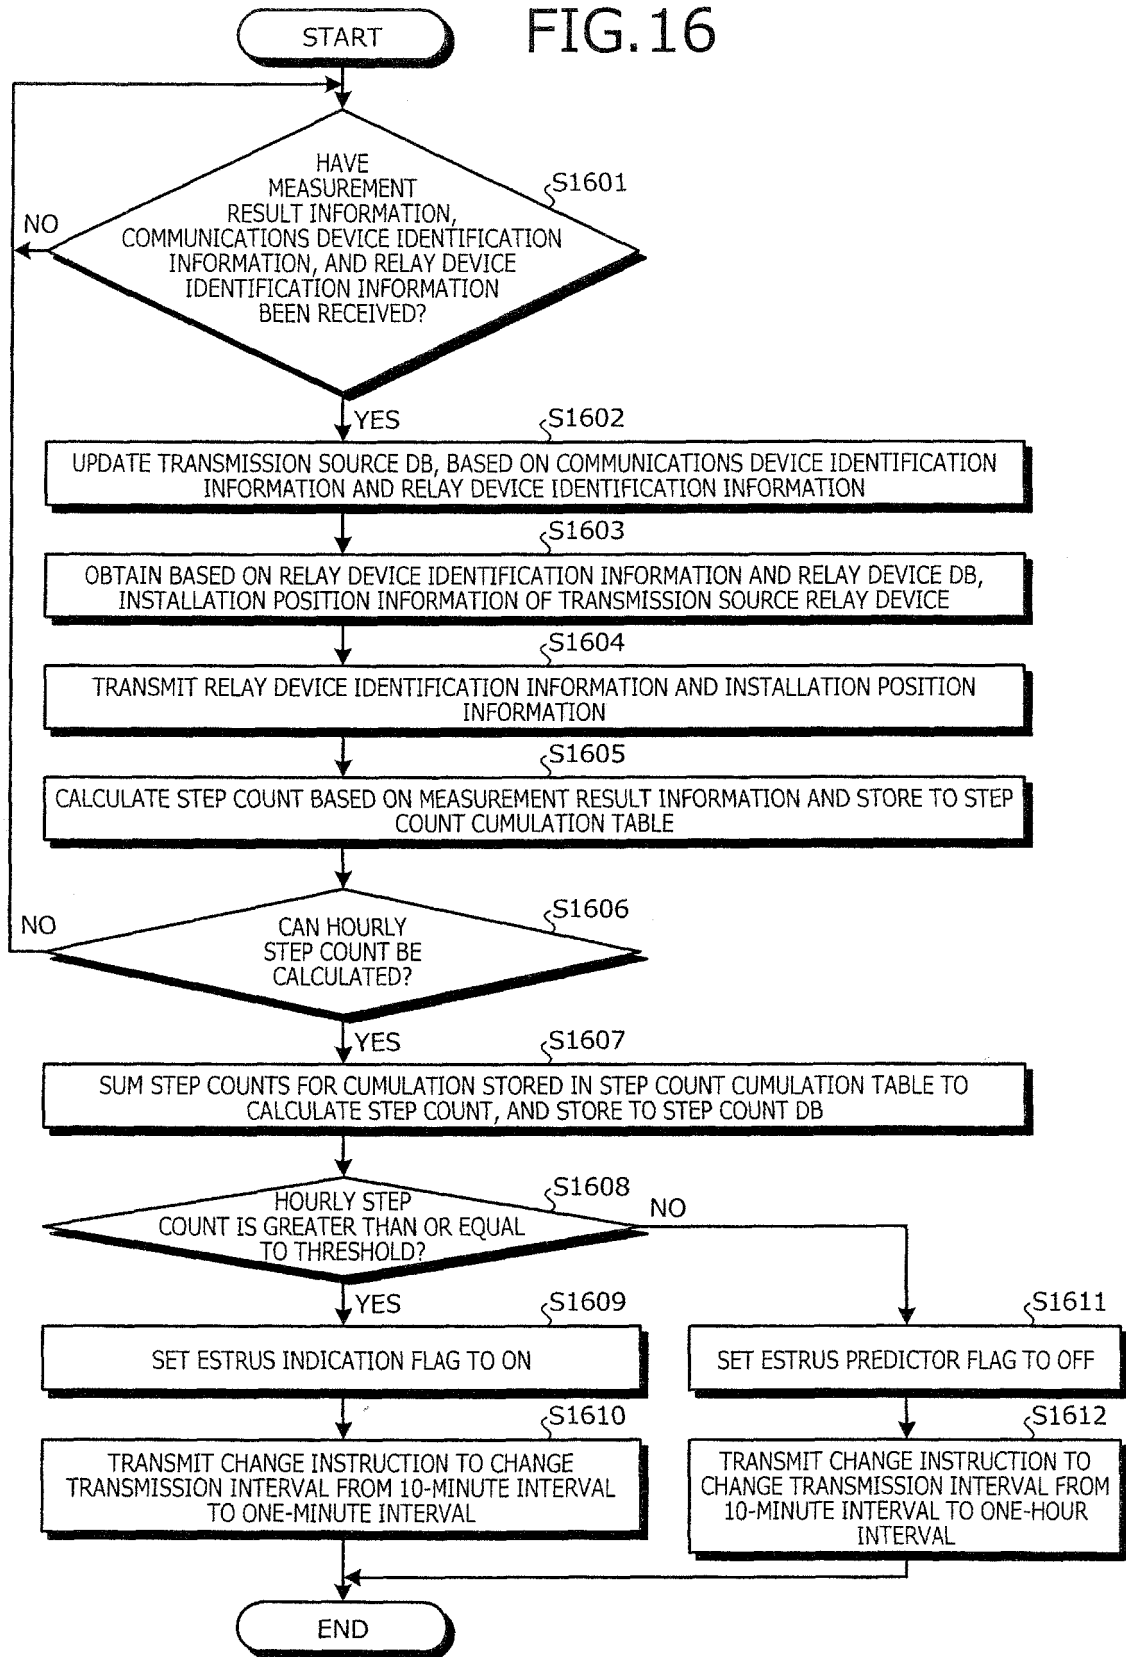 FIG.16
START
HAVE
MEASUREMENT
RESULT INFORMATION,
COMMUNICATIONS DEVICE IDENTIFICATION
INFORMATION, AND RELAY DEVICE
IDENTIFICATION INFORMATION
BEEN RECEIVED?
S1601
NO
YES
S1602
UPDATE TRANSMISSION SOURCE DB, BASED ON COMMUNICATIONS DEVICE IDENTIFICATION
INFORMATION AND RELAY DEVICE IDENTIFICATION INFORMATION
S1603
OBTAIN BASED ON RELAY DEVICE IDENTIFICATION INFORMATION AND RELAY DEVICE DB,
INSTALLATION POSITION INFORMATION OF TRANSMISSION SOURCE RELAY DEVICE
S1604
TRANSMIT RELAY DEVICE IDENTIFICATION INFORMATION AND INSTALLATION POSITION
INFORMATION
S1605
CALCULATE STEP COUNT BASED ON MEASUREMENT RESULT INFORMATION AND STORE TO STEP
COUNT CUMULATION TABLE
S1606
NO
CAN HOURLY
STEP COUNT BE
CALCULATED?
YES
S1607
SUM STEP COUNTS FOR CUMULATION STORED IN STEP COUNT CUMULATION TABLE TO
CALCULATE STEP COUNT, AND STORE TO STEP COUNT DB
S1608
HOURLY STEP
COUNT IS GREATER THAN OR EQUAL
TO THRESHOLD?
NO
YES
S1609
SET ESTRUS INDICATION FLAG TO ON
S1610
TRANSMIT CHANGE INSTRUCTION TO CHANGE
TRANSMISSION INTERVAL FROM 10-MINUTE INTERVAL
TO ONE-MINUTE INTERVAL
S1611
SET ESTRUS PREDICTOR FLAG TO OFF
S1612
TRANSMIT CHANGE INSTRUCTION TO
CHANGE TRANSMISSION INTERVAL FROM
10-MINUTE INTERVAL TO ONE-HOUR
INTERVAL
END